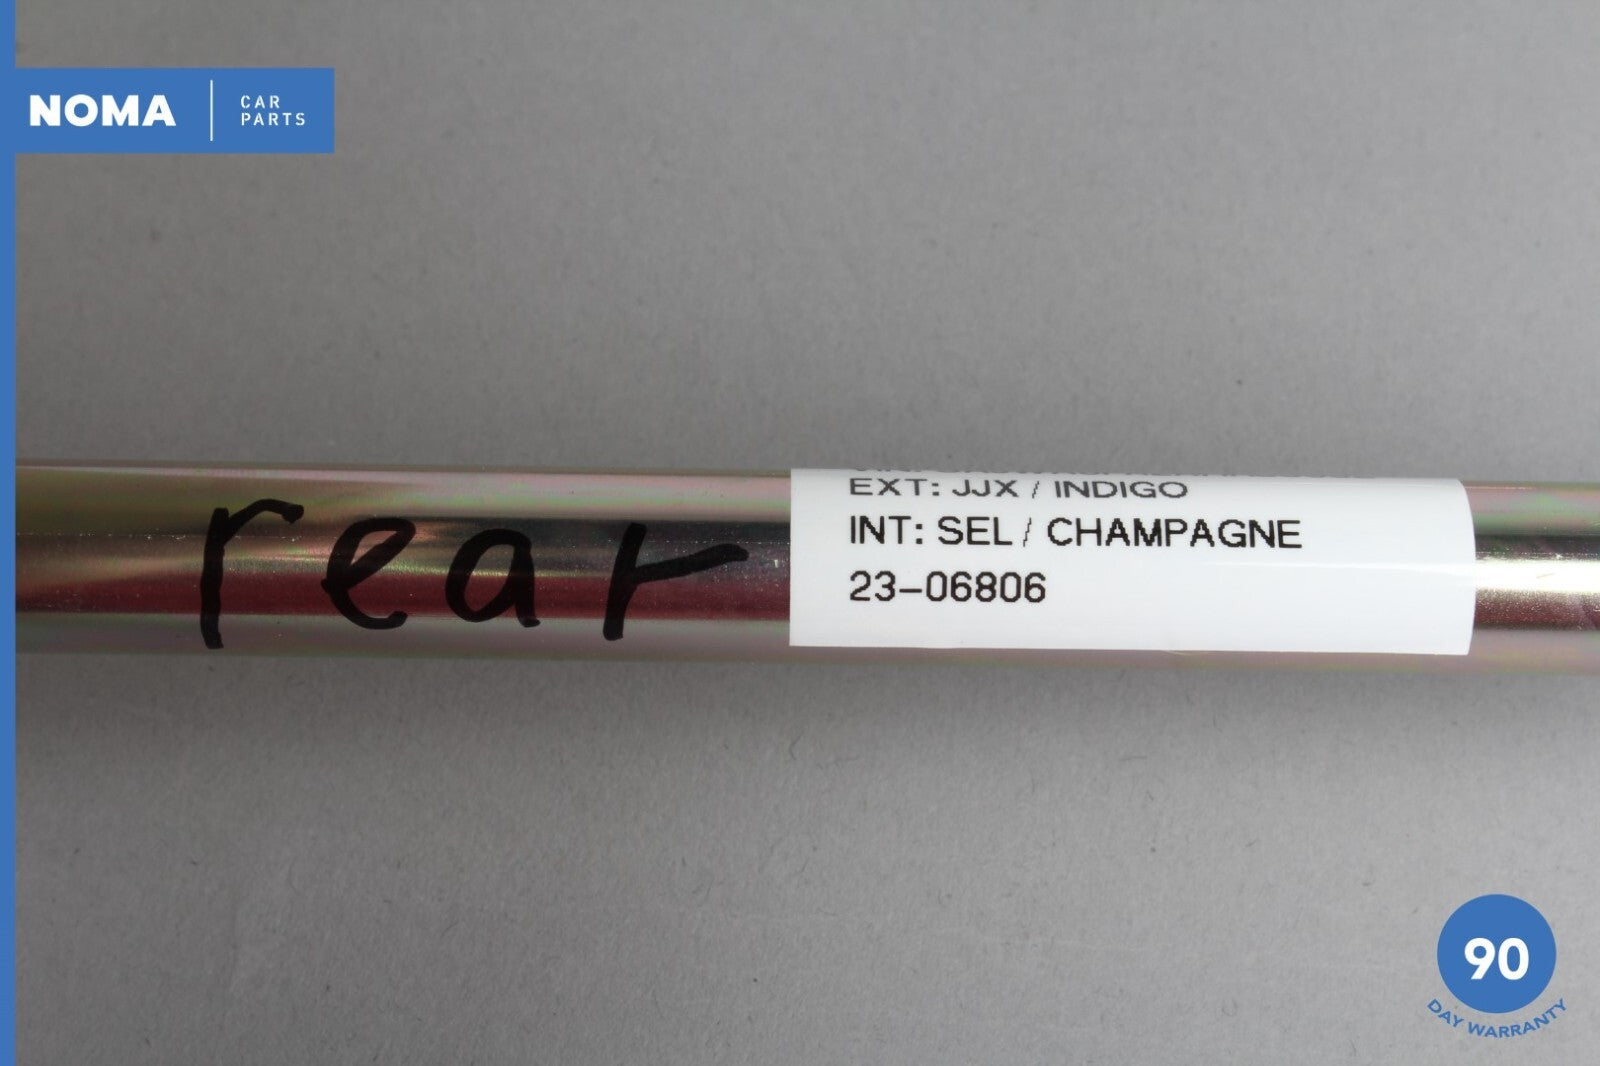 NOMA
CAR
PARTS
rear
EXT: JJX / INDIGO
INT: SEL / CHAMPAGNE
23-06806
90
DAY WARRANTY